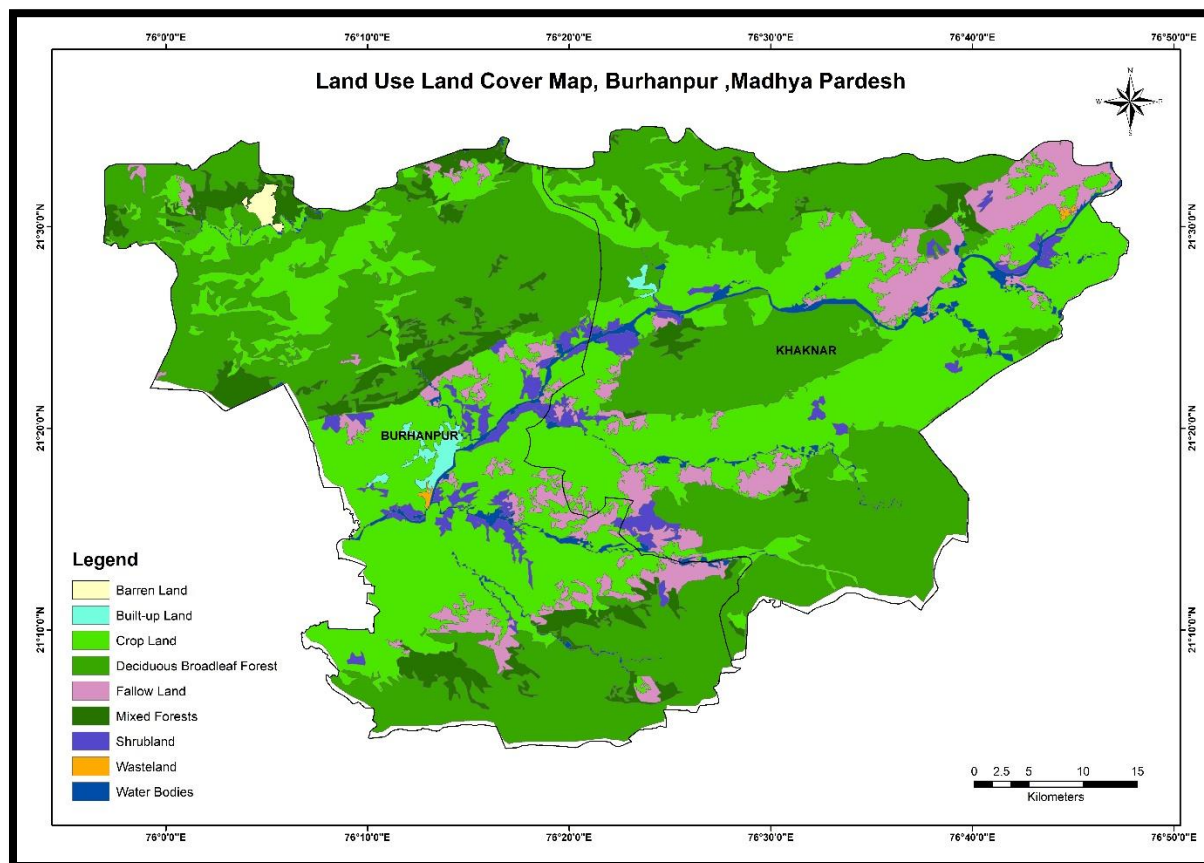 76°0'0"E 76°10'0"E 76°20'0"E 76°30'0"E 76°40'0"E 76°50'0"E
Land Use Land Cover Map, Burhanpur ,Madhya Pardesh
N
W E
S
21°30'0"N 21°30'0"N
KHAKNAR
21°20'0"N 21°20'0"N
BURHANPUR
Legend
Barren Land
Built-up Land
Crop Land
Deciduous Broadleaf Forest
Fallow Land
Mixed Forests
Shrubland
Wasteland
Water Bodies
21°10'0"N 21°10'0"N
0 2.5 5 10 15
Kilometers
76°0'0"E 76°10'0"E 76°20'0"E 76°30'0"E 76°40'0"E 76°50'0"E